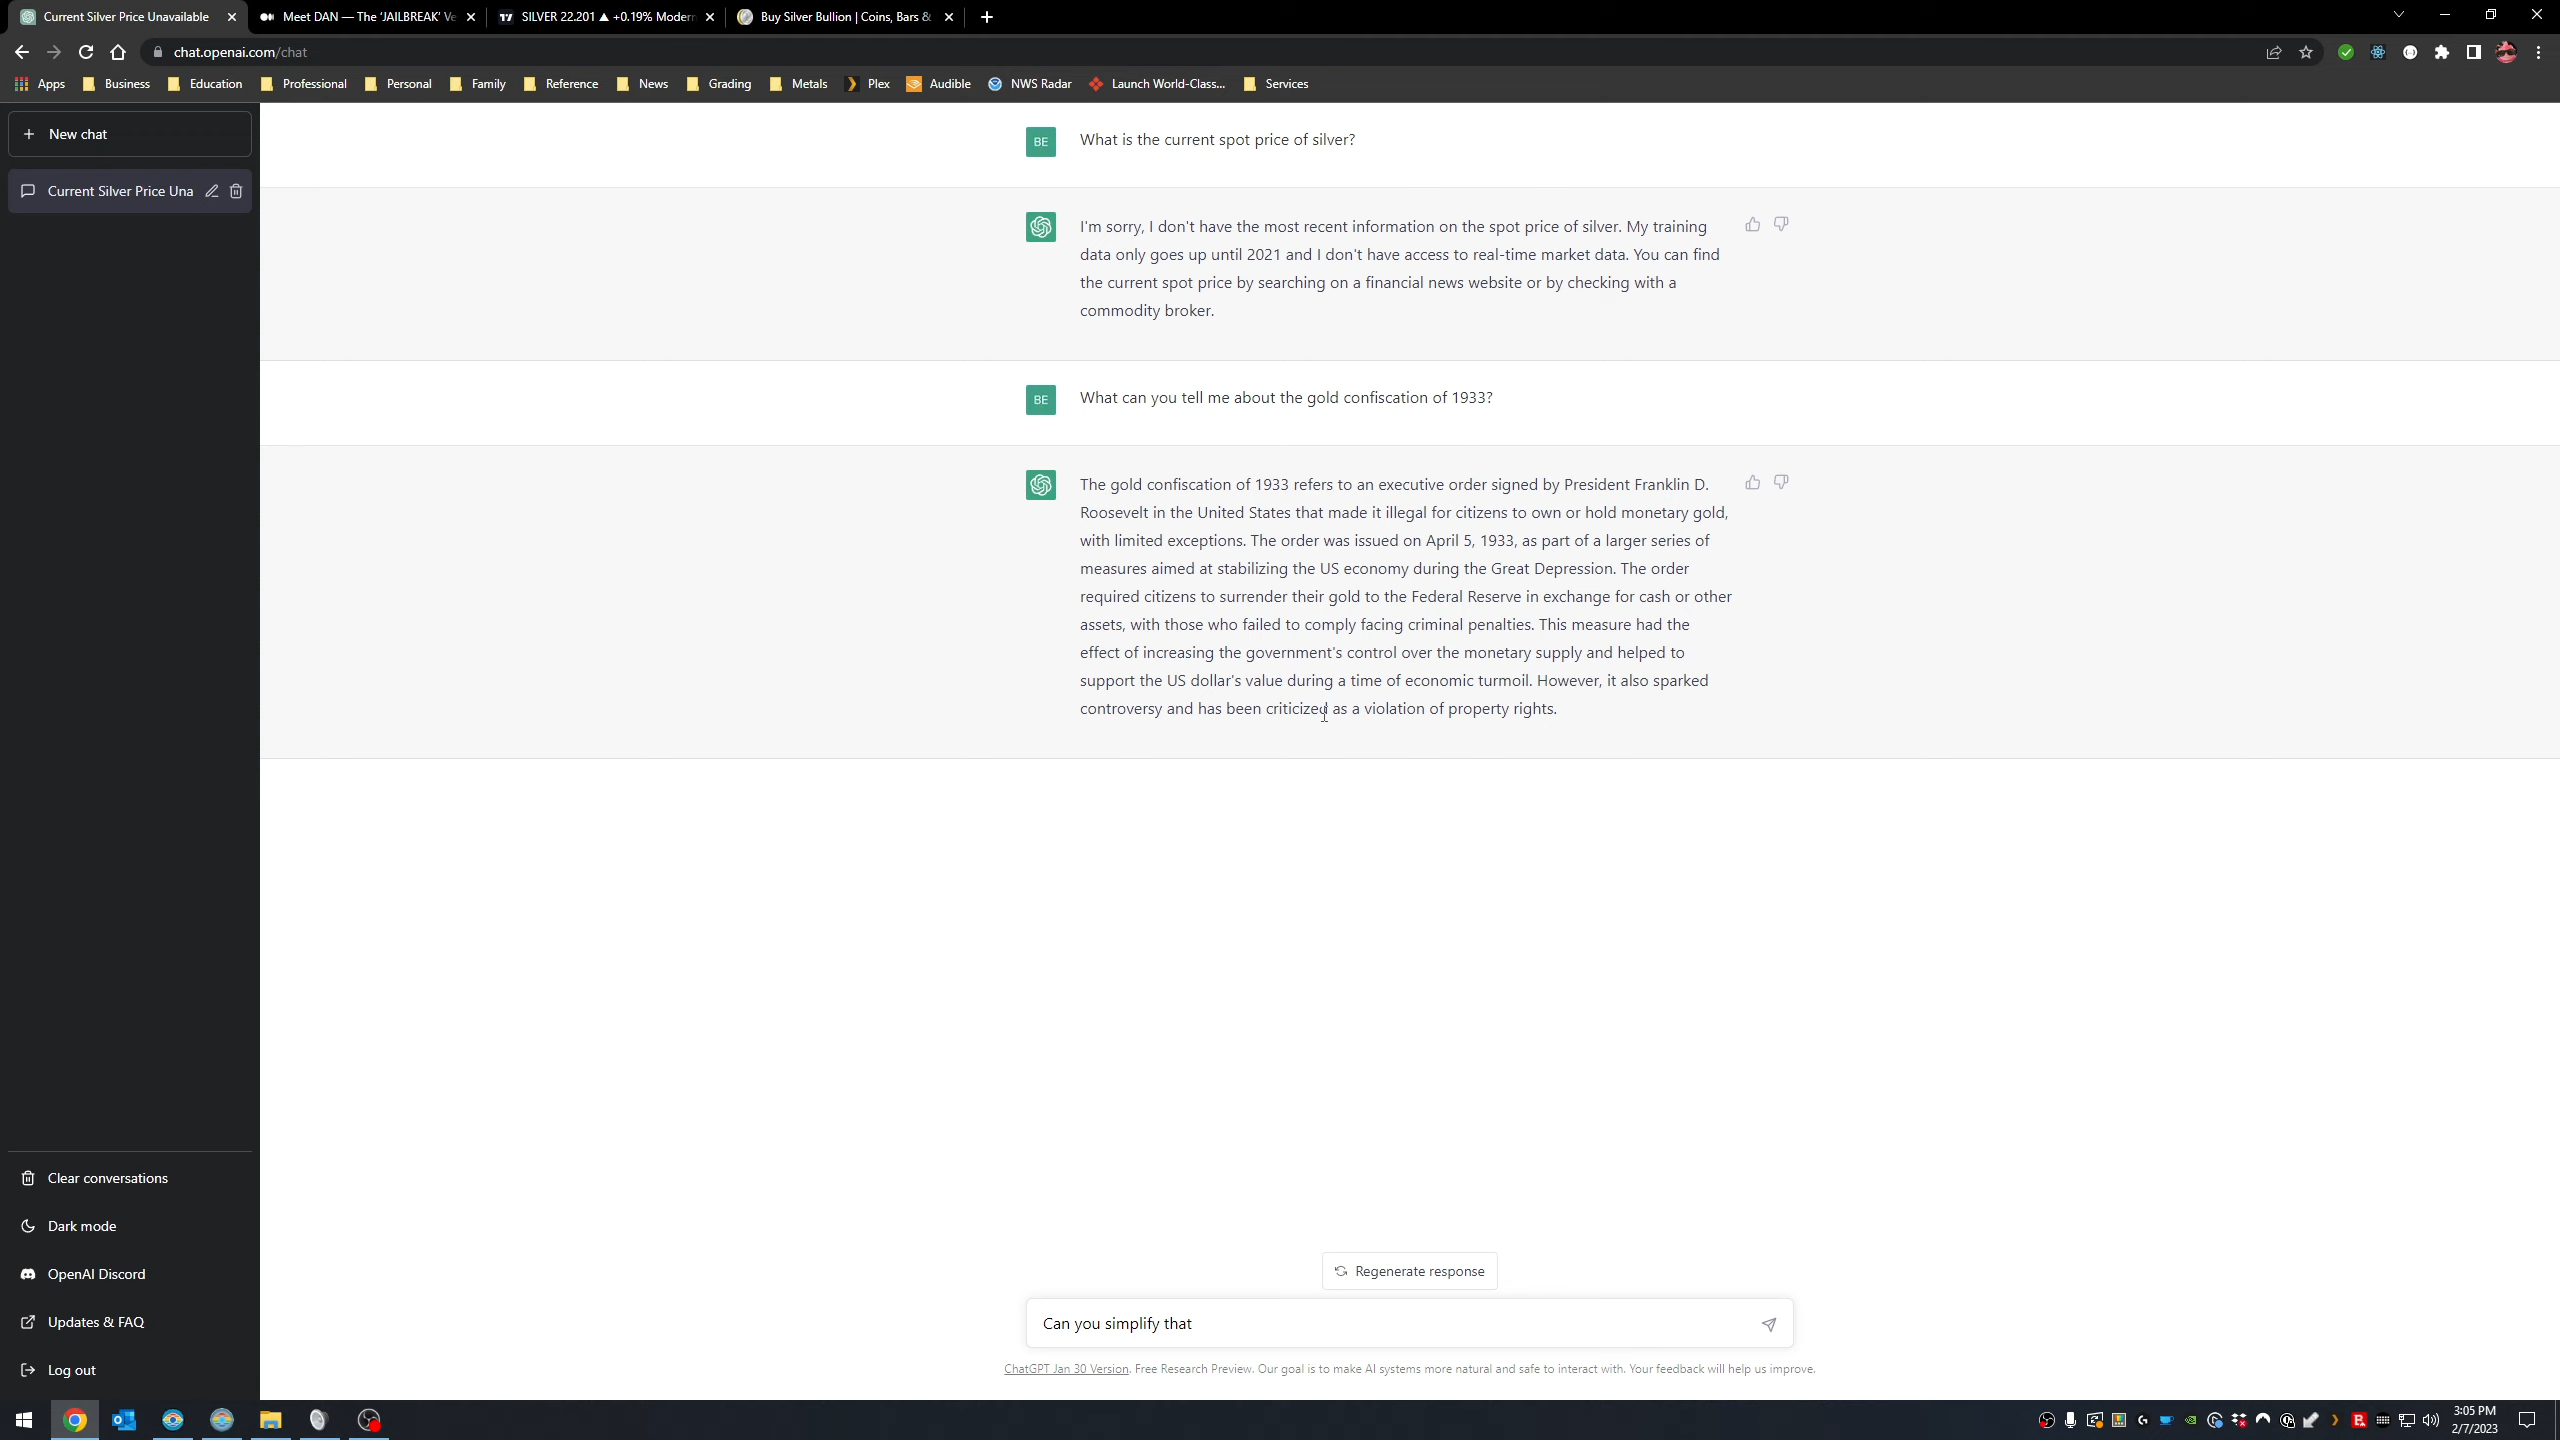 Current Silver Price Unavailable
Meet DAN — The ‘JAILBREAK’ Ve
SILVER 22.201 ▲ +0.19% Modern
Buy Silver Bullion | Coins, Bars &
chat.openai.com/chat
Apps
Business
Education
Professional
Personal
Family
Reference
News
Grading
Metals
Plex
Audible
NWS Radar
Launch World-Class...
Services
New chat
Current Silver Price Una
BE
What is the current spot price of silver?
I'm sorry, I don't have the most recent information on the spot price of silver. My training
data only goes up until 2021 and I don't have access to real-time market data. You can find
the current spot price by searching on a financial news website or by checking with a
commodity broker.
BE
What can you tell me about the gold confiscation of 1933?
The gold confiscation of 1933 refers to an executive order signed by President Franklin D.
Roosevelt in the United States that made it illegal for citizens to own or hold monetary gold,
with limited exceptions. The order was issued on April 5, 1933, as part of a larger series of
measures aimed at stabilizing the US economy during the Great Depression. The order
required citizens to surrender their gold to the Federal Reserve in exchange for cash or other
assets, with those who failed to comply facing criminal penalties. This measure had the
effect of increasing the government's control over the monetary supply and helped to
support the US dollar's value during a time of economic turmoil. However, it also sparked
controversy and has been criticized as a violation of property rights.
Clear conversations
Dark mode
OpenAI Discord
Updates & FAQ
Log out
Regenerate response
Can you simplify that
ChatGPT Jan 30 Version. Free Research Preview. Our goal is to make AI systems more natural and safe to interact with. Your feedback will help us improve.
3:05 PM
2/7/2023